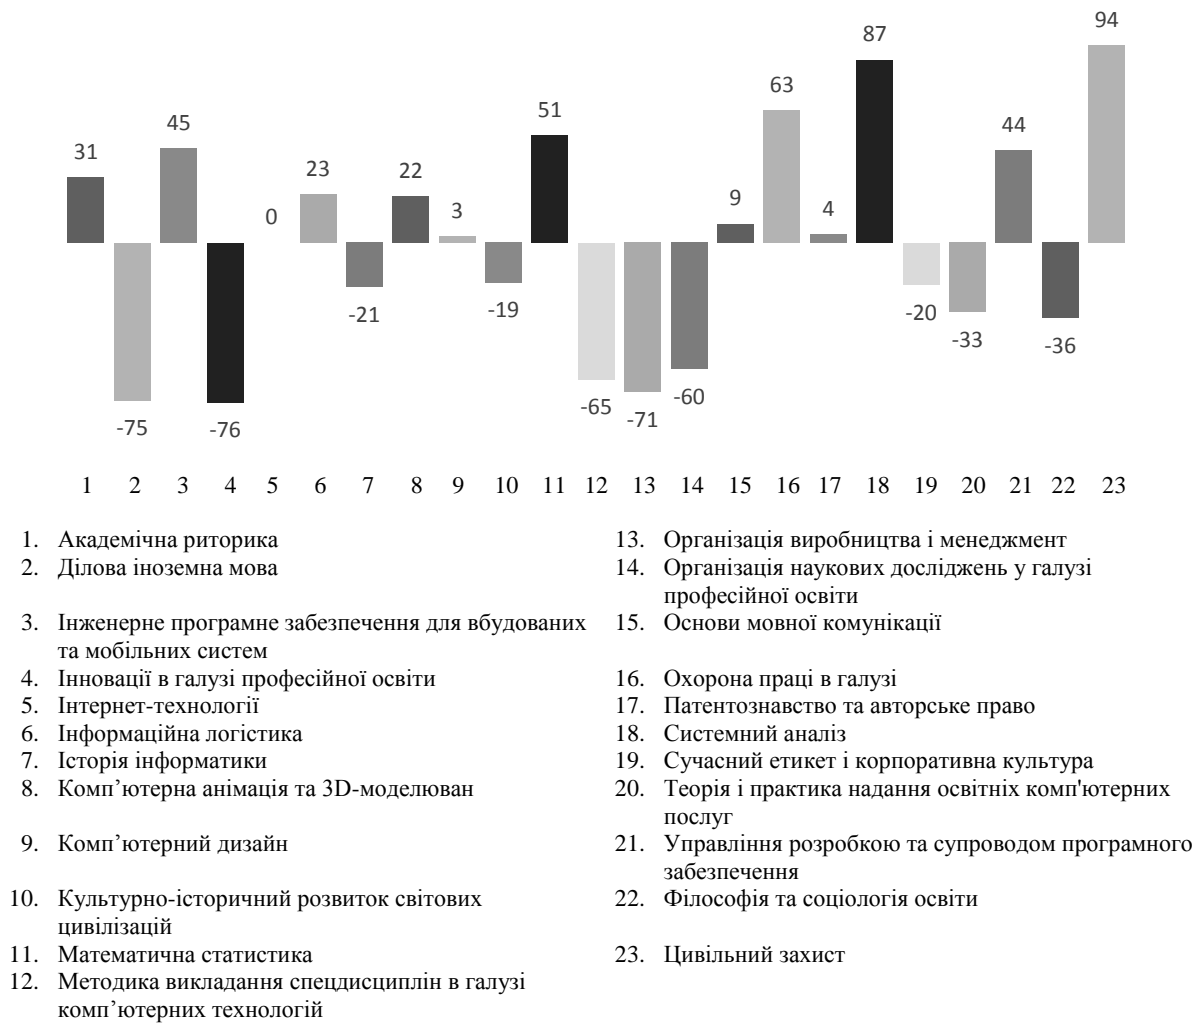 94
87
63
51
45
44
31
23
22
9
3
4
0
-21
-19
-20
-33
-36
-65
-60
-71
-75
-76
1 2 3 4 5 6 7 8 9 10 11 12 13 14 15 16 17 18 19 20 21 22 23
1. Академічна риторика
2. Ділова іноземна мова
3. Інженерне програмне забезпечення для вбудованих
та мобільних систем
4. Інновації в галузі професійної освіти
5. Інтернет-технології
6. Інформаційна логістика
7. Історія інформатики
8. Комп’ютерна анімація та 3D-моделюван
9. Комп’ютерний дизайн
10. Культурно-історичний розвиток світових
цивілізацій
11. Математична статистика
12. Методика викладання спецдисциплін в галузі
комп’ютерних технологій
13. Організація виробництва і менеджмент
14. Організація наукових досліджень у галузі
професійної освіти
15. Основи мовної комунікації
16. Охорона праці в галузі
17. Патентознавство та авторське право
18. Системний аналіз
19. Сучасний етикет і корпоративна культура
20. Теорія і практика надання освітніх комп'ютерних
послуг
21. Управління розробкою та супроводом програмного
забезпечення
22. Філософія та соціологія освіти
23. Цивільний захист